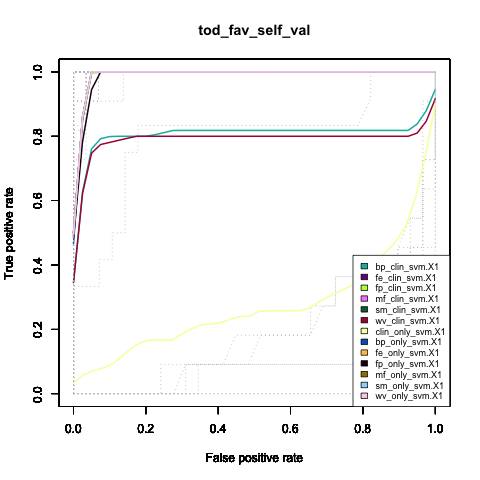 tod_fav_self_val
True positive rate
1.0
0.8
0.6
0.4
0.2
0.0
bp_clin_svm.X1
fe_clin_svm.X1
fp_clin_svm.X1
mf_clin_svm.X1
sm_clin_svm.X1
wv_clin_svm.X1
clin_only_svm.X1
bp_only_svm.X1
fe_only_svm.X1
fp_only_svm.X1
mf_only_svm.X1
sm_only_svm.X1
wv_only_svm.X1
0.0 0.2 0.4 0.6 0.8 1.0
False positive rate